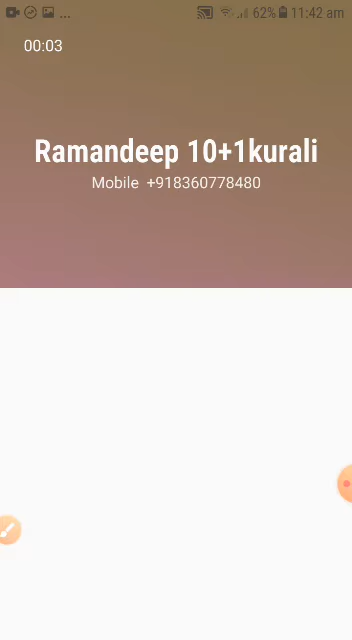 ... 62% 11:42 am
00:03
Ramandeep 10+1kurali
Mobile +918360778480